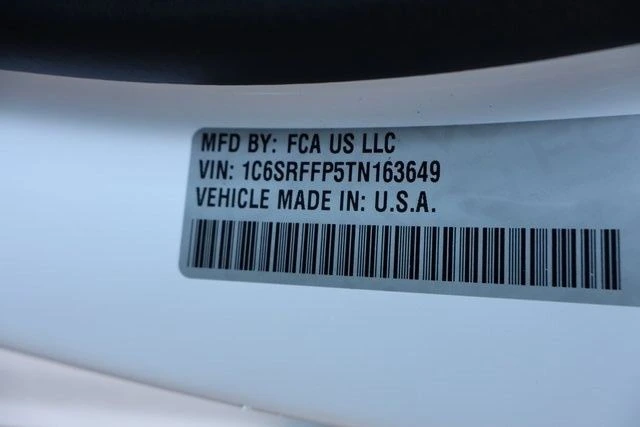 MFD BY: FCA US LLC
VIN: 1C6SRFFP5TN163649
VEHICLE MADE IN: U.S.A.